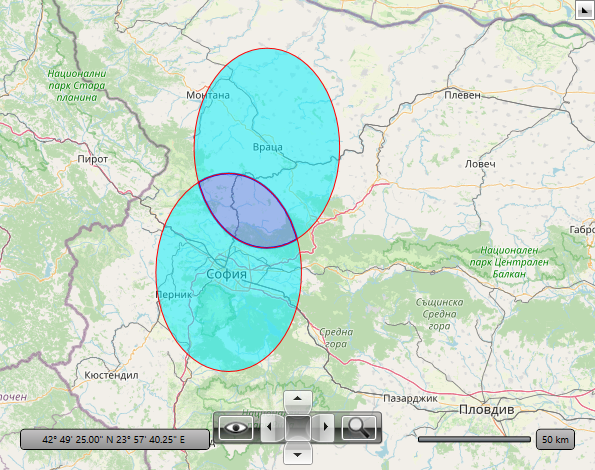 Национални
парк Стара
планина
Монтана
Плевен
Враца
Пирот
Ловеч
Габро
Национален
парк Централен
Балкан
София
Перник
Същинска
Средна
гора
Средна
гора
Кюстендил
Пазарджик
Пловдив
42° 49' 25.00" N 23° 57' 40.25" E
50 km